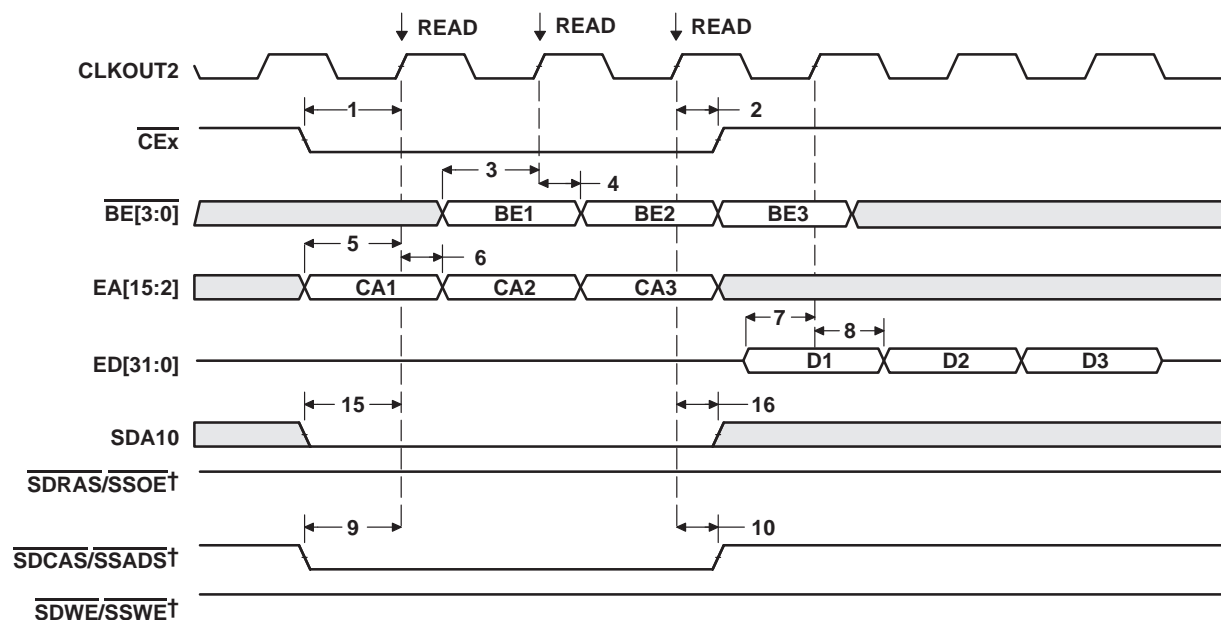 READ READ READ
CLKOUT2
1 2
CEx
3 4
BE[3:0] BE1 BE2 BE3
5 6
EA[15:2] CA1 CA2 CA3
7 8
ED[31:0] D1 D2 D3
15 16
SDA10
SDRAS/SSOE†
9 10
SDCAS/SSADS†
SDWE/SSWE†